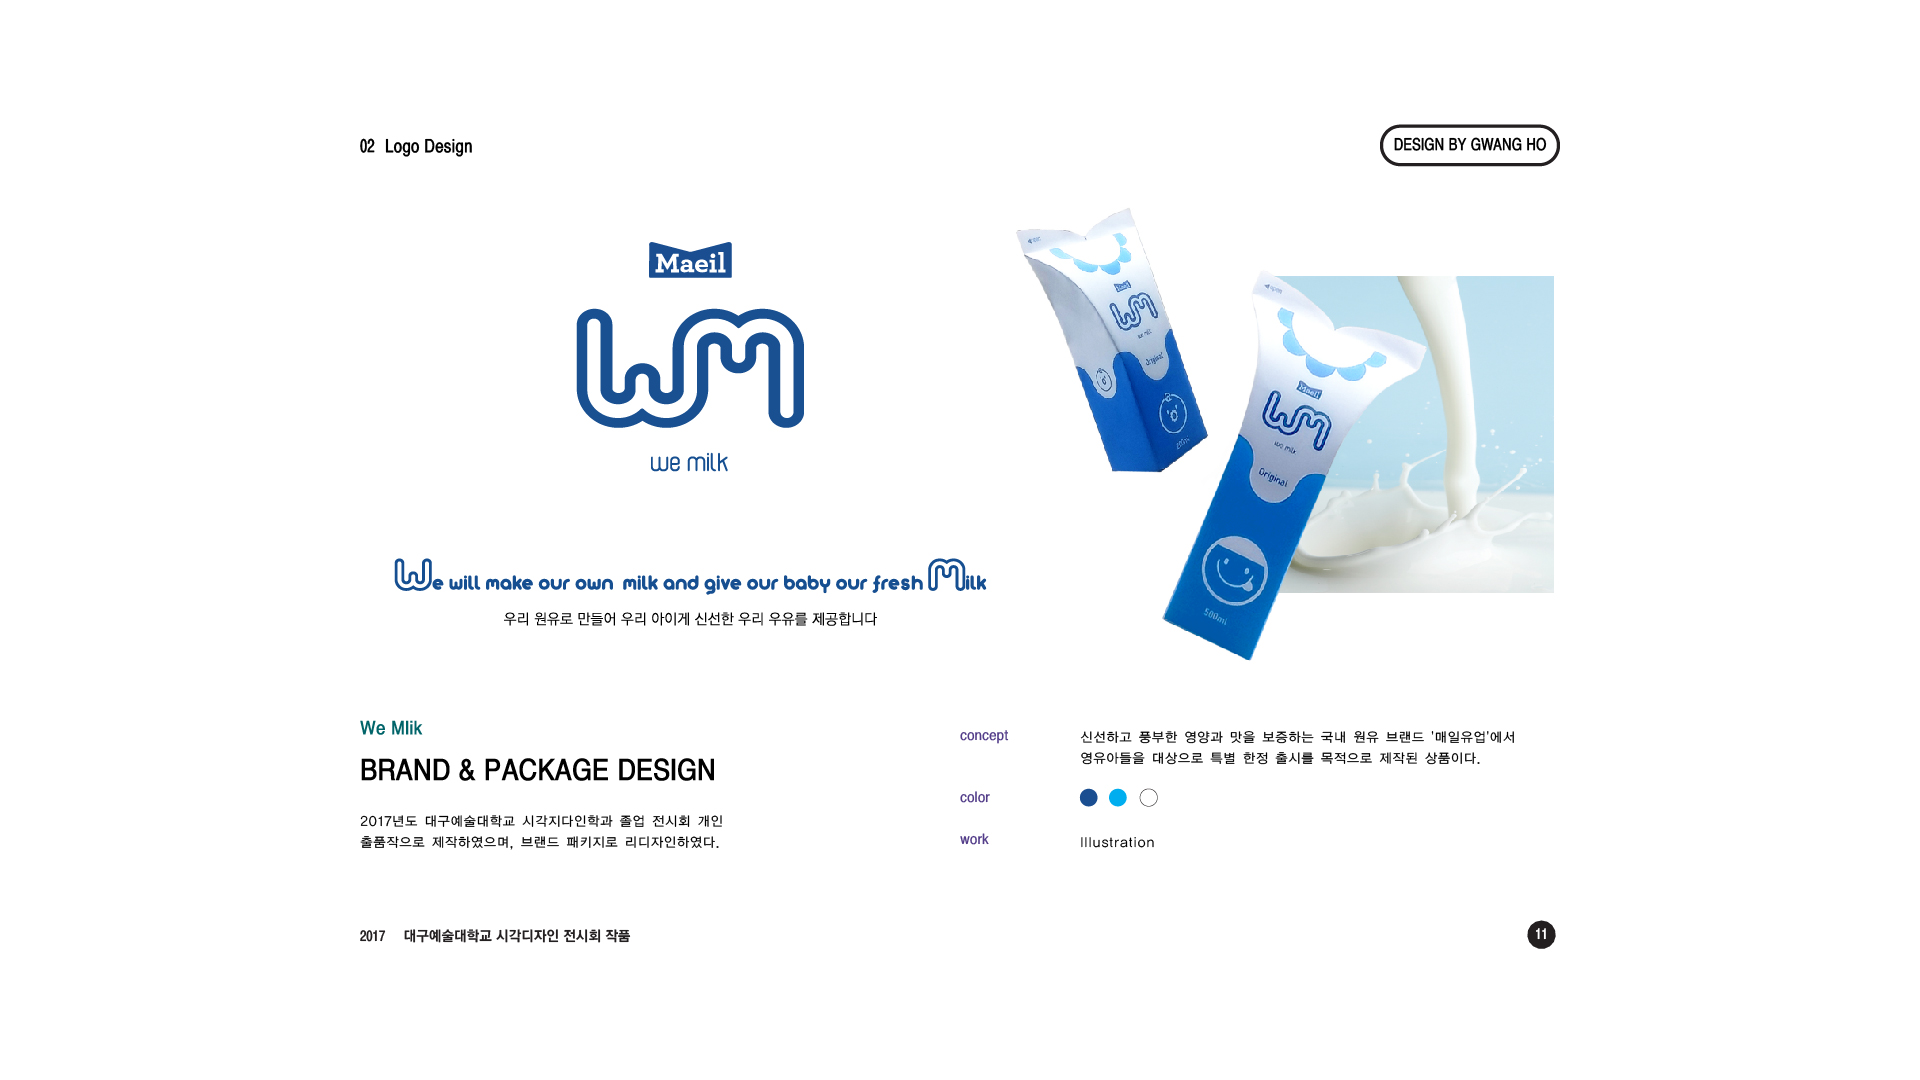 02 Logo Design
DESIGN BY GWANG HO
Maeil
wm
we milk
Maeil
wm
we milk
Original
Maeil
wm
we milk
Original
500ml
We will make our own milk and give our baby our fresh Milk
우리 원유로 만들어 우리 아이게 신선한 우리 우유를 제공합니다
We Mlik
BRAND & PACKAGE DESIGN
2017년도 대구예술대학교 시각지다인학과 졸업 전시회 개인
출품작으로 제작하였으며, 브랜드 패키지로 리디자인하였다.
concept
신선하고 풍부한 영양과 맛을 보증하는 국내 원유 브랜드 '매일유업'에서
영유아들을 대상으로 특별 한정 출시를 목적으로 제작된 상품이다.
color
work
Illustration
2017 대구예술대학교 시각디자인 전시회 작품
11